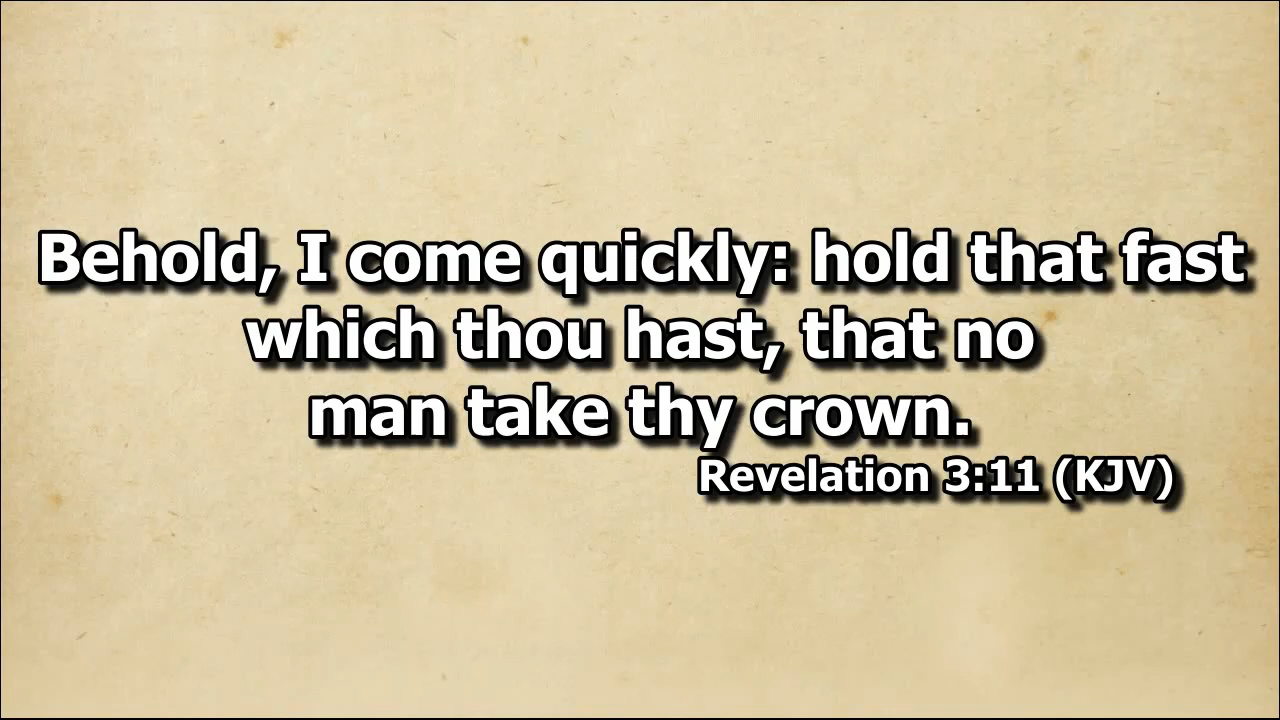 Behold, I come quickly: hold that fast
which thou hast, that no
man take thy crown.
Revelation 3:11 (KJV)